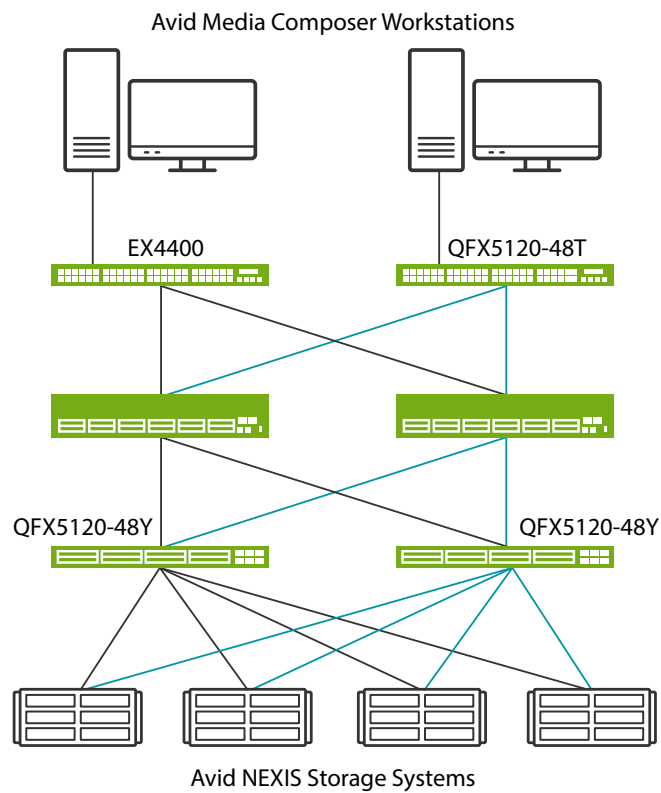 Avid Media Composer Workstations
EX4400
QFX5120-48T
QFX5120-48Y
QFX5120-48Y
Avid NEXIS Storage Systems